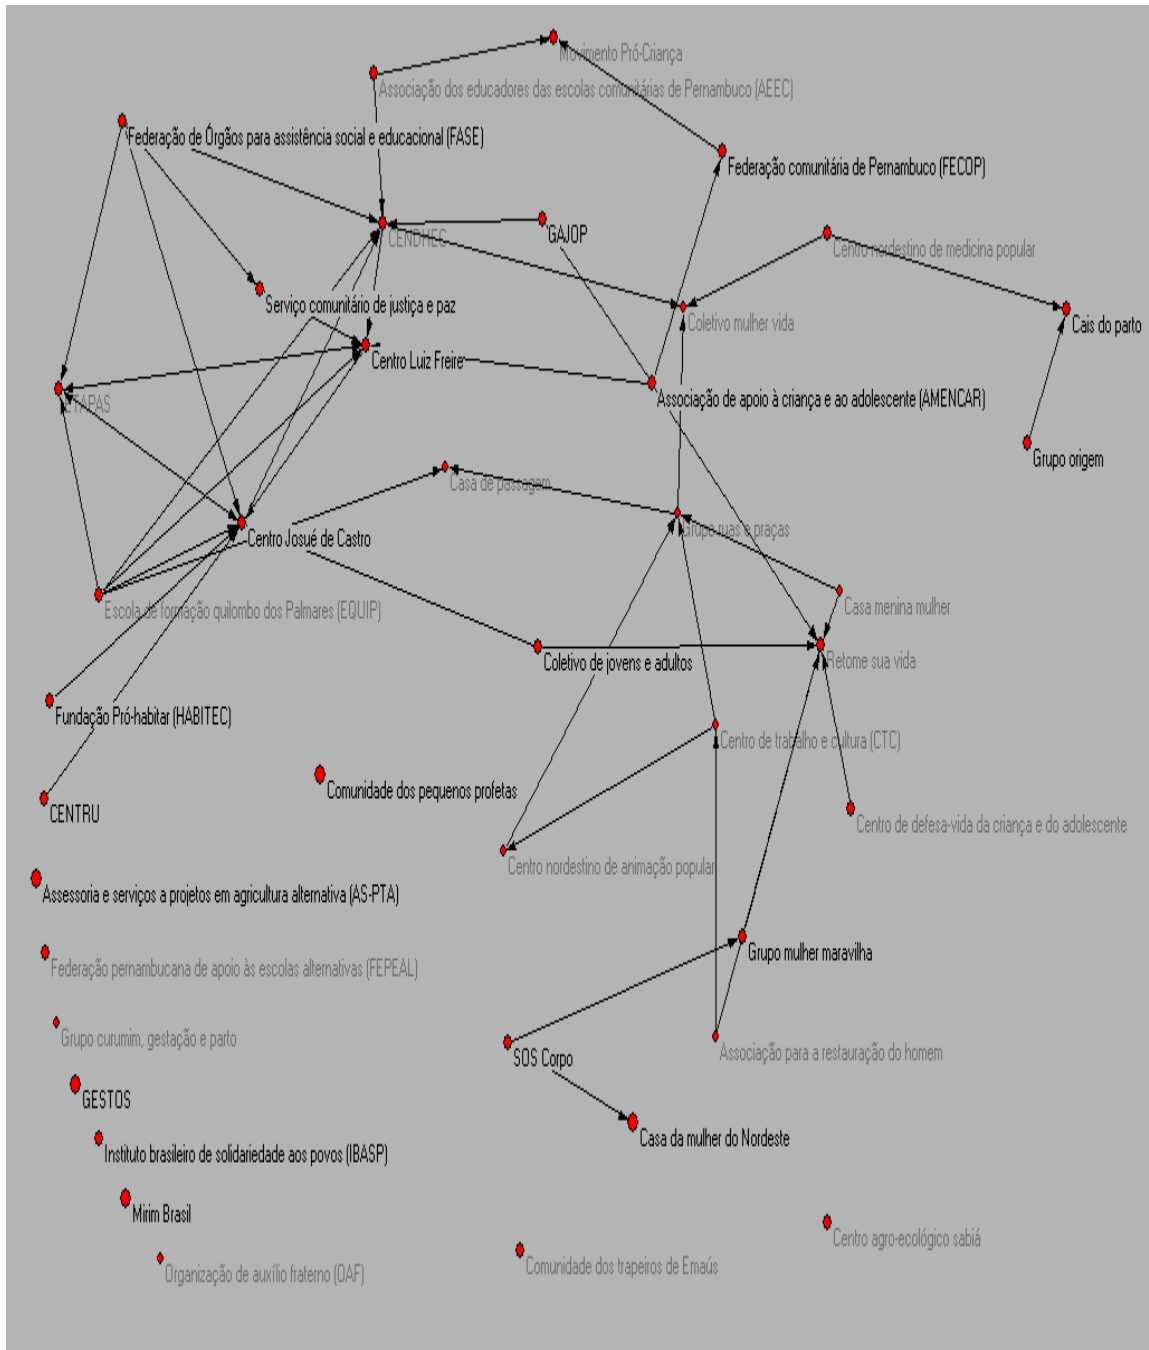 Movimento Pró-Criança
Associação dos educadores das escolas comunitárias de Pernambuco (AEEC)
Federação de Órgãos para assistência social e educacional (FASE)
Federação comunitária de Pernambuco (FECOP)
CENDHEC
GAJOP
Centro nordestino de medicina popular
Serviço comunitário de justiça e paz
Coletivo mulher vida
Cais do parto
Centro Luiz Freire
ETAPAS
Associação de apoio à criança e ao adolescente (AMENCAR)
Grupo origem
Casa de passagem
Grupo ruas e praças
Centro Josué de Castro
Escola de formação quilombo dos Palmares (EQUIP)
Casa menina mulher
Coletivo de jovens e adultos
Retome sua vida
Fundação Pró-habitar (HABITEC)
Centro de trabalho e cultura (CTC)
Comunidade dos pequenos profetas
CENTRU
Centro de defesa-vida da criança e do adolescente
Centro nordestino de animação popular
Assessoria e serviços a projetos em agricultura alternativa (AS-PTA)
Grupo mulher maravilha
Federação pernambucana de apoio às escolas alternativas (FEPEAL)
Grupo curumim, gestação e parto
SOS Corpo
Associação para a restauração do homem
GESTOS
Casa da mulher do Nordeste
Instituto brasileiro de solidariedade aos povos (IBASP)
Mirim Brasil
Centro agro-ecológico sabiá
Comunidade dos trapeiros de Emaús
Organização de auxílio fraterno (OAF)